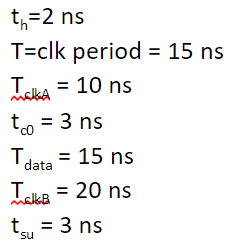 th=2 ns
T=clk period = 15 ns
TclkA = 10 ns
tc0 = 3 ns
Tdata = 15 ns
TclkB = 20 ns
tsu = 3 ns